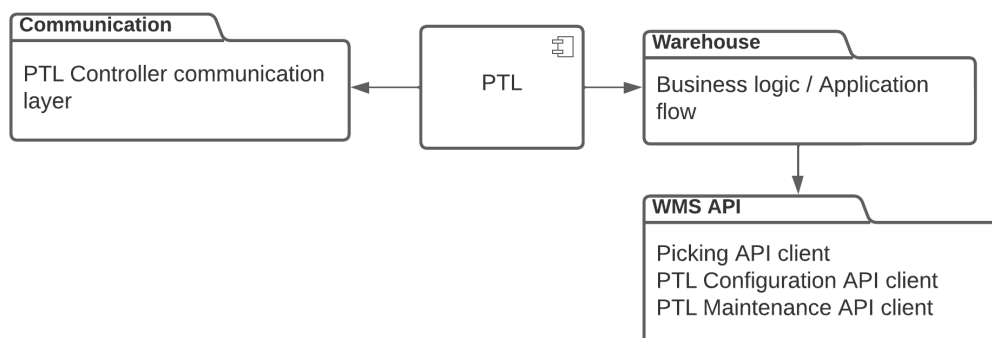 Communication
PTL Controller communication
layer
PTL
Warehouse
Business logic / Application
flow
WMS API
Picking API client
PTL Configuration API client
PTL Maintenance API client